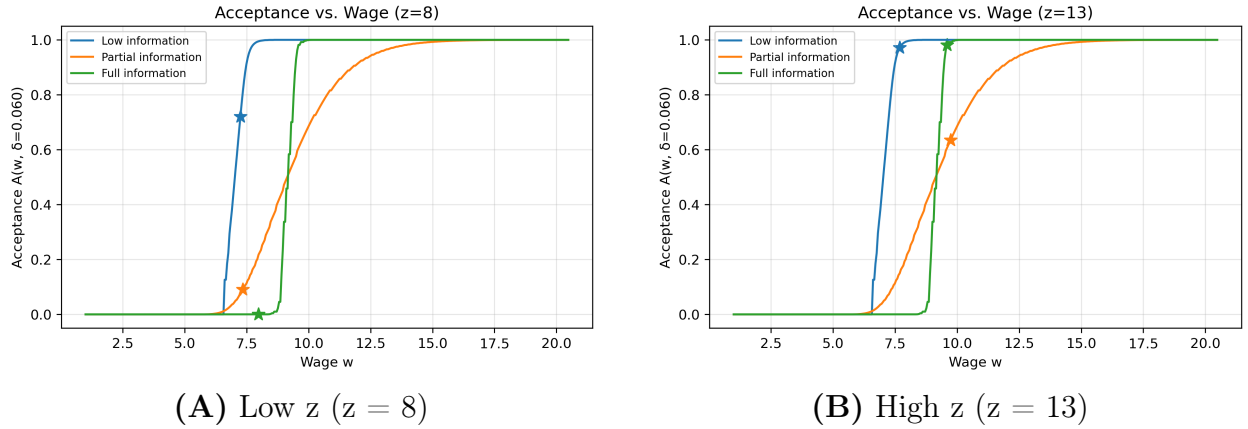 Acceptance vs. Wage (z=8)
Acceptance A(w, δ=0.060)
1.0
0.8
0.6
0.4
0.2
0.0
Low information
Partial information
Full information
2.5 5.0 7.5 10.0 12.5 15.0 17.5 20.0
Wage w
(A) Low z (z = 8)
Acceptance vs. Wage (z=13)
Acceptance A(w, δ=0.060)
1.0
0.8
0.6
0.4
0.2
0.0
Low information
Partial information
Full information
2.5 5.0 7.5 10.0 12.5 15.0 17.5 20.0
Wage w
(B) High z (z = 13)